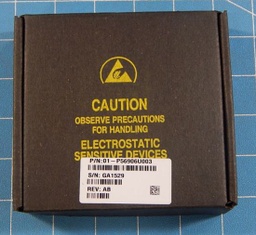 CAUTION
OBSERVE PRECAUTIONS
FOR HANDLING
ELECTROSTATIC
SENSITIVE DEVICES
P/N:01-P56906U003
S/N: GA1529
REV: AB